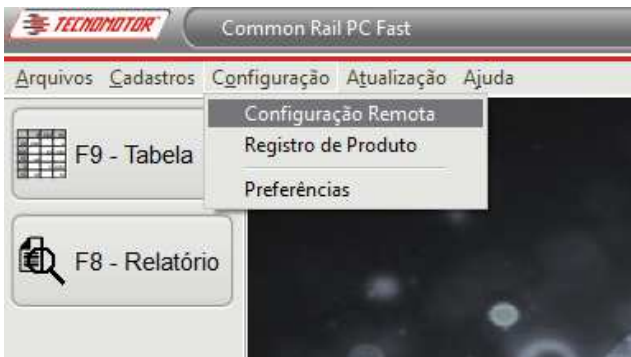 TECNOMOTOR
Common Rail PC Fast
Arquivos Cadastros Configuração Atualização Ajuda
Configuração Remota
F9 - Tabela
Registro de Produto
Preferências
F8 - Relatório